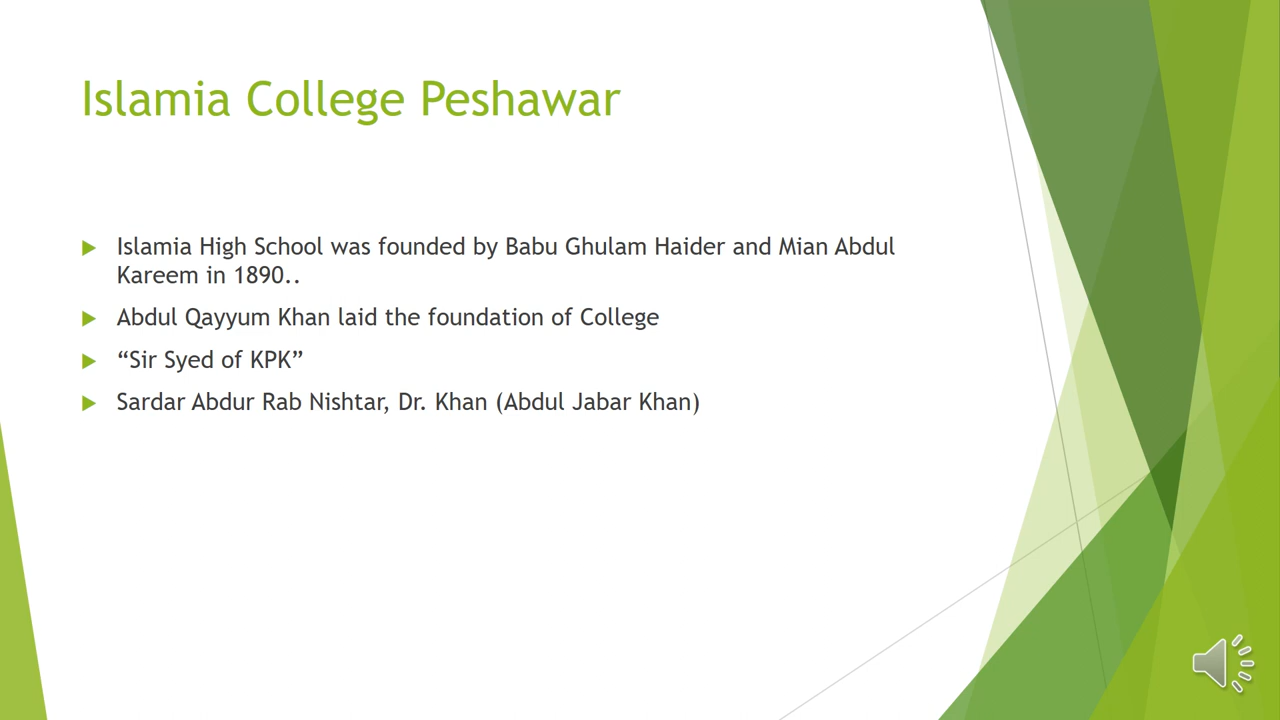 Islamia College Peshawar
Islamia High School was founded by Babu Ghulam Haider and Mian Abdul
Kareem in 1890..
Abdul Qayyum Khan laid the foundation of College
“Sir Syed of KPK”
Sardar Abdur Rab Nishtar, Dr. Khan (Abdul Jabar Khan)